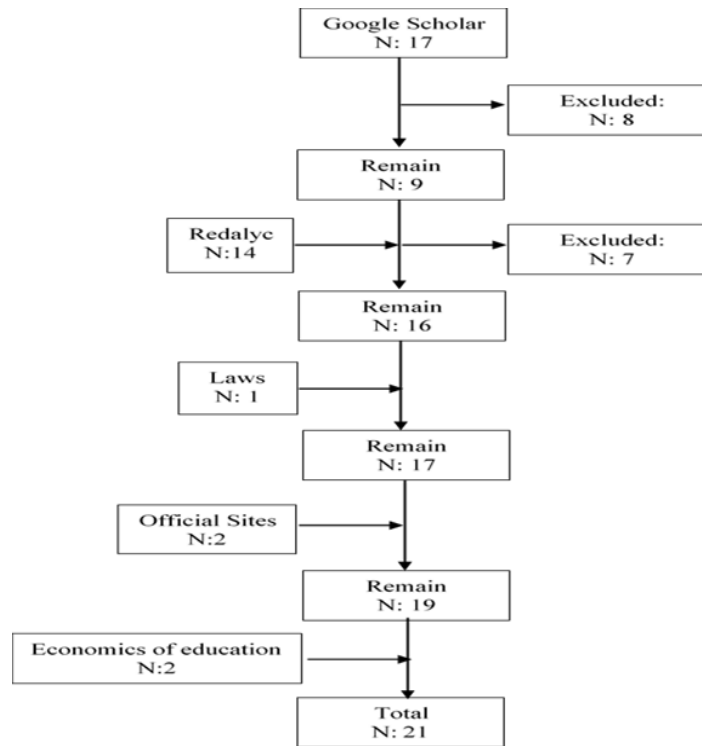 Google Scholar
N: 17
Excluded:
N: 8
Remain
N: 9
Redalyc
N:14
Excluded:
N: 7
Remain
N: 16
Laws
N: 1
Remain
N: 17
Official Sites
N:2
Remain
N: 19
Economics of education
N:2
Total
N: 21